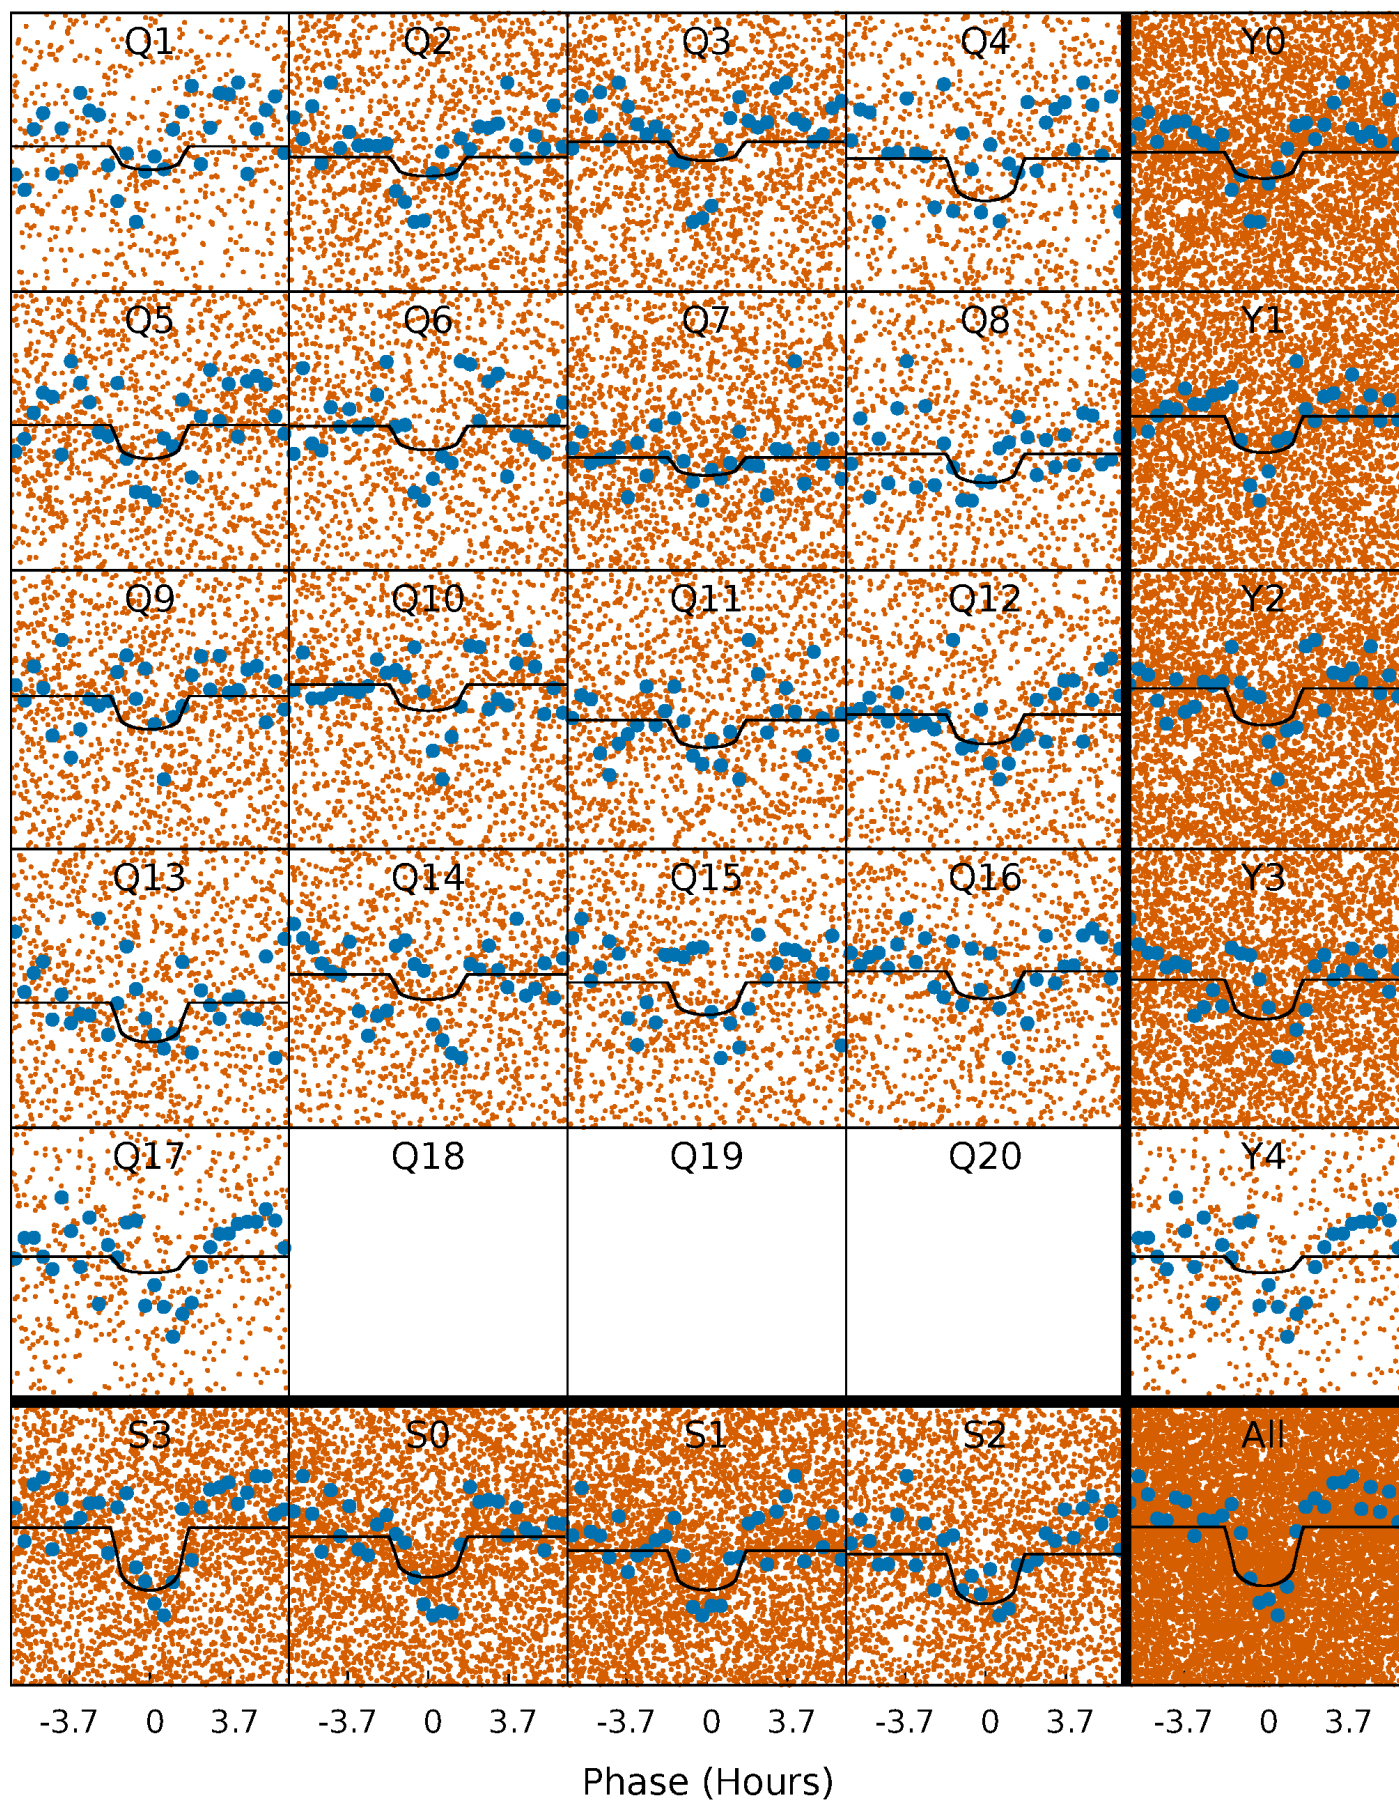 Q1 Q2 Q3 Q4 Y0
Q5 Q6 Q7 Q8 Y1
Q9 Q10 Q11 Q12 Y2
Q13 Q14 Q15 Q16 Y3
Q17 Q18 Q19 Q20 Y4
S3 S0 S1 S2 All
-3.7 0 3.7 -3.7 0 3.7 -3.7 0 3.7 -3.7 0 3.7 -3.7 0 3.7
Phase (Hours)